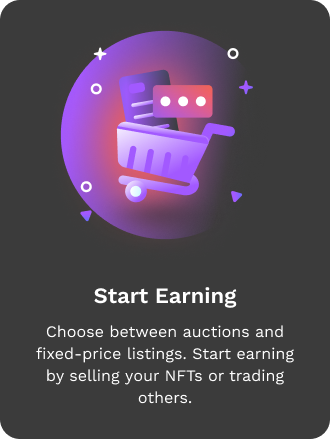 Start Earning
Choose between auctions and
fixed-price listings. Start earning
by selling your NFTs or trading
others.